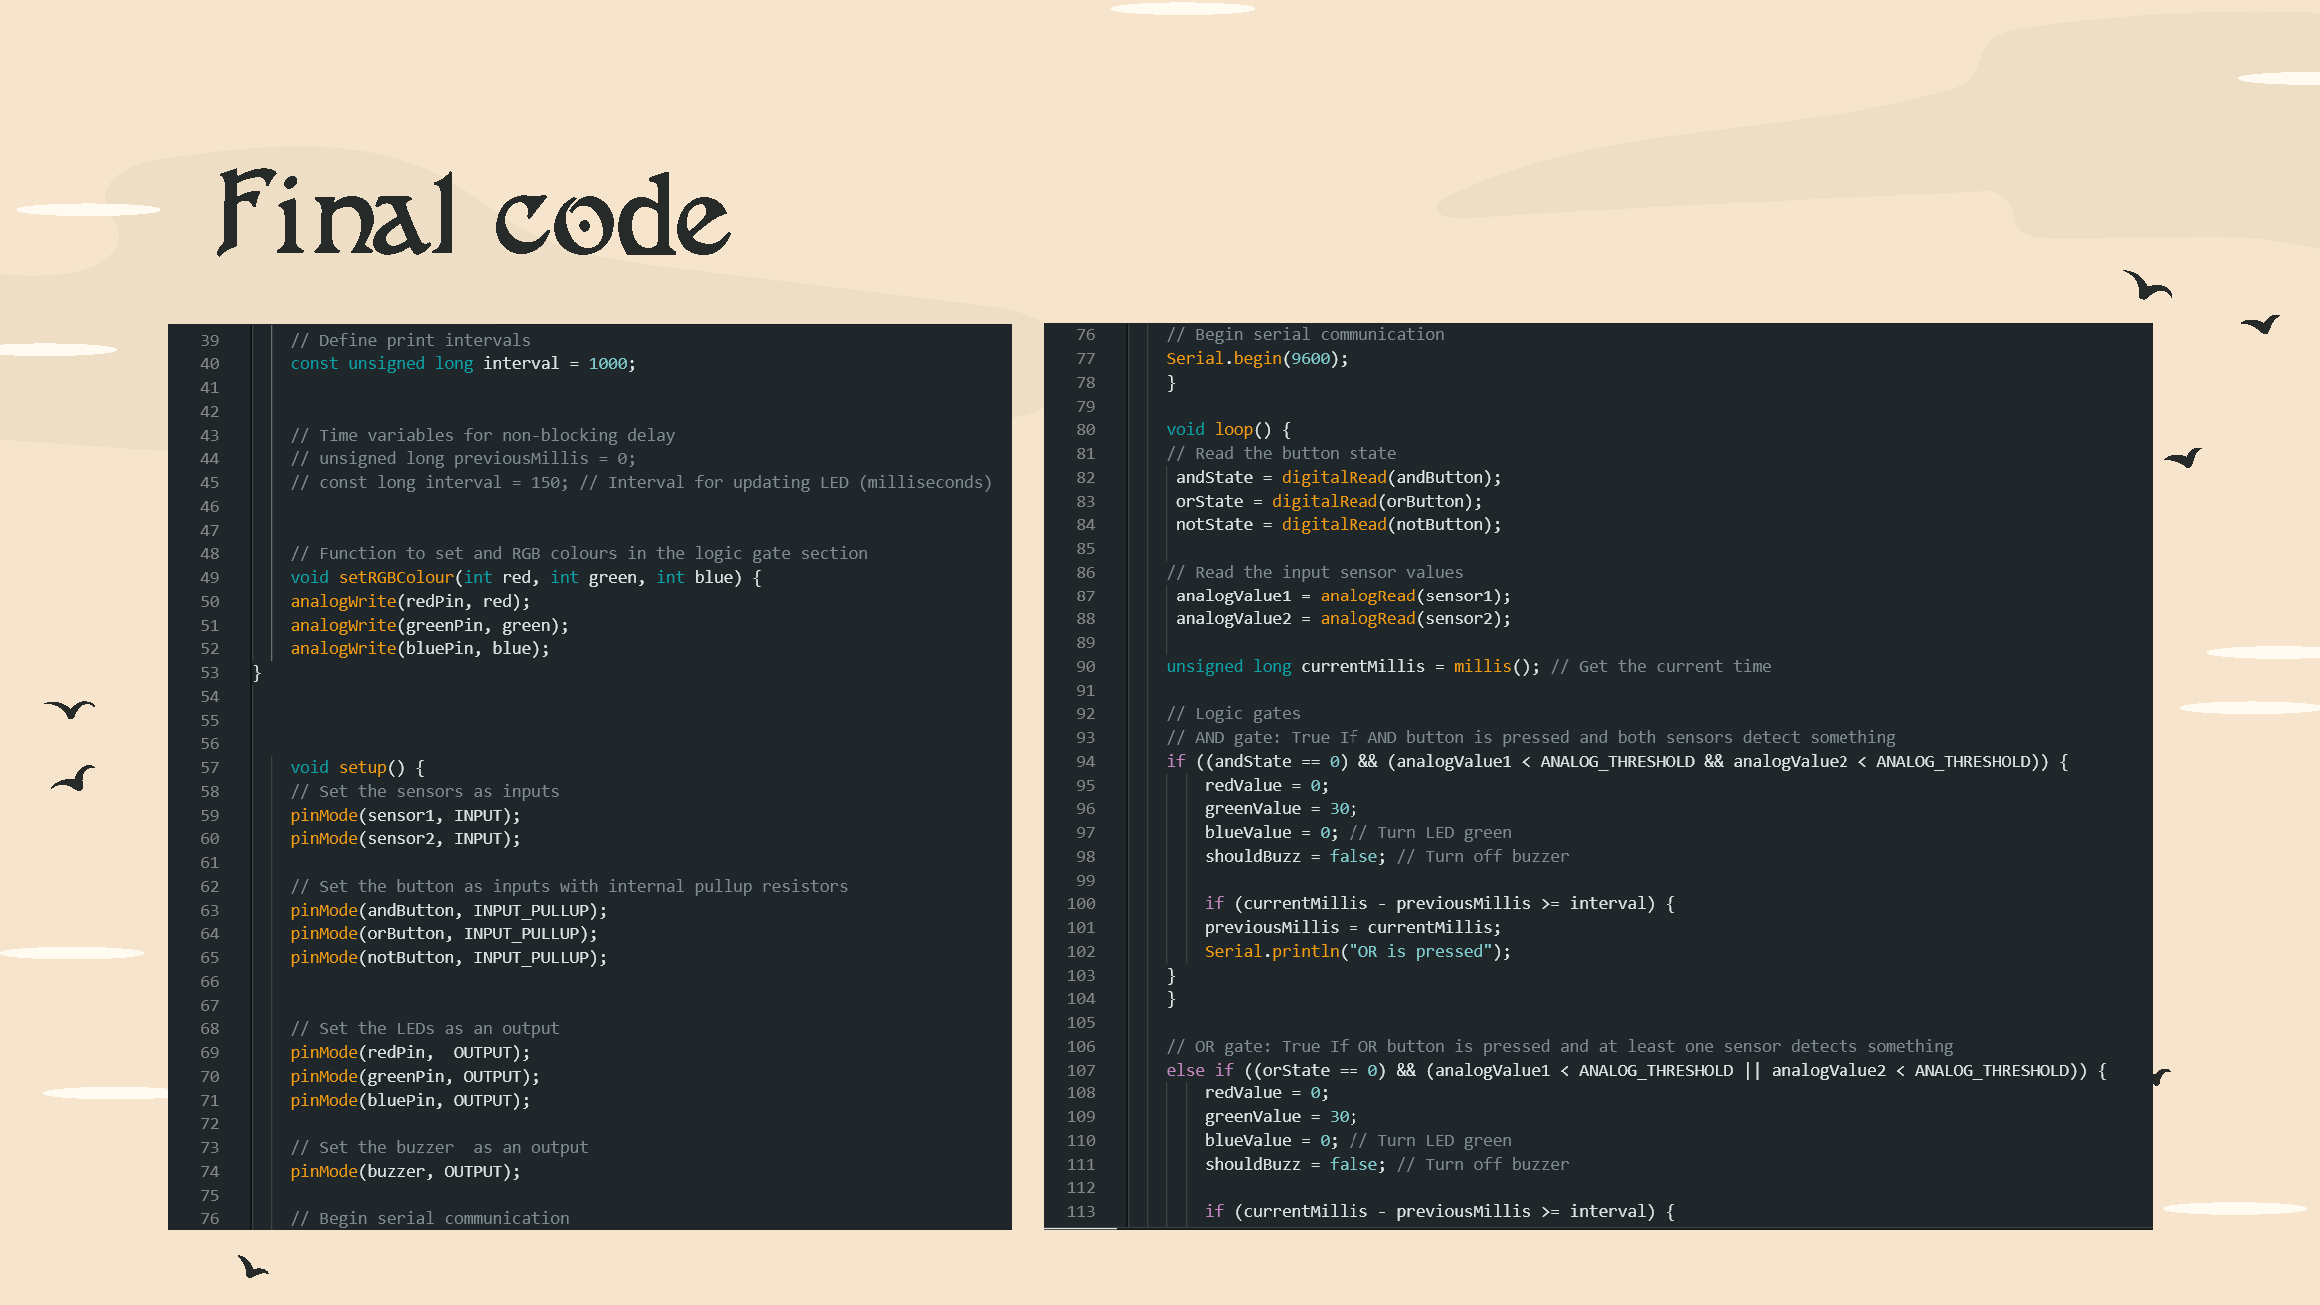 Final code
39 // Define print intervals
40 const unsigned long interval = 1000;
41
42
43 // Time variables for non-blocking delay
44 // unsigned long previousMillis = 0;
45 // const long interval = 150; // Interval for updating LED (milliseconds)
46
47
48 // Function to set and RGB colours in the logic gate section
49 void setRGBColour(int red, int green, int blue) {
50 analogWrite(redPin, red);
51 analogWrite(greenPin, green);
52 analogWrite(bluePin, blue);
53 }
54
55
56
57 void setup() {
58 // Set the sensors as inputs
59 pinMode(sensor1, INPUT);
60 pinMode(sensor2, INPUT);
61
62 // Set the button as inputs with internal pullup resistors
63 pinMode(andButton, INPUT_PULLUP);
64 pinMode(orButton, INPUT_PULLUP);
65 pinMode(notButton, INPUT_PULLUP);
66
67
68 // Set the LEDs as an output
69 pinMode(redPin,  OUTPUT);
70 pinMode(greenPin, OUTPUT);
71 pinMode(bluePin, OUTPUT);
72
73 // Set the buzzer  as an output
74 pinMode(buzzer, OUTPUT);
75
76 // Begin serial communication
76 // Begin serial communication
77 Serial.begin(9600);
78 }
79
80 void loop() {
81 // Read the button state
82 andState = digitalRead(andButton);
83 orState = digitalRead(orButton);
84 notState = digitalRead(notButton);
85
86 // Read the input sensor values
87 analogValue1 = analogRead(sensor1);
88 analogValue2 = analogRead(sensor2);
89
90 unsigned long currentMillis = millis(); // Get the current time
91
92 // Logic gates
93 // AND gate: True If AND button is pressed and both sensors detect something
94 if ((andState == 0) && (analogValue1 < ANALOG_THRESHOLD && analogValue2 < ANALOG_THRESHOLD)) {
95 redValue = 0;
96 greenValue = 30;
97 blueValue = 0; // Turn LED green
98 shouldBuzz = false; // Turn off buzzer
99
100 if (currentMillis - previousMillis >= interval) {
101 previousMillis = currentMillis;
102 Serial.println("OR is pressed");
103 }
104 }
105
106 // OR gate: True If OR button is pressed and at least one sensor detects something
107 else if ((orState == 0) && (analogValue1 < ANALOG_THRESHOLD || analogValue2 < ANALOG_THRESHOLD)) {
108 redValue = 0;
109 greenValue = 30;
110 blueValue = 0; // Turn LED green
111 shouldBuzz = false; // Turn off buzzer
112
113 if (currentMillis - previousMillis >= interval) {